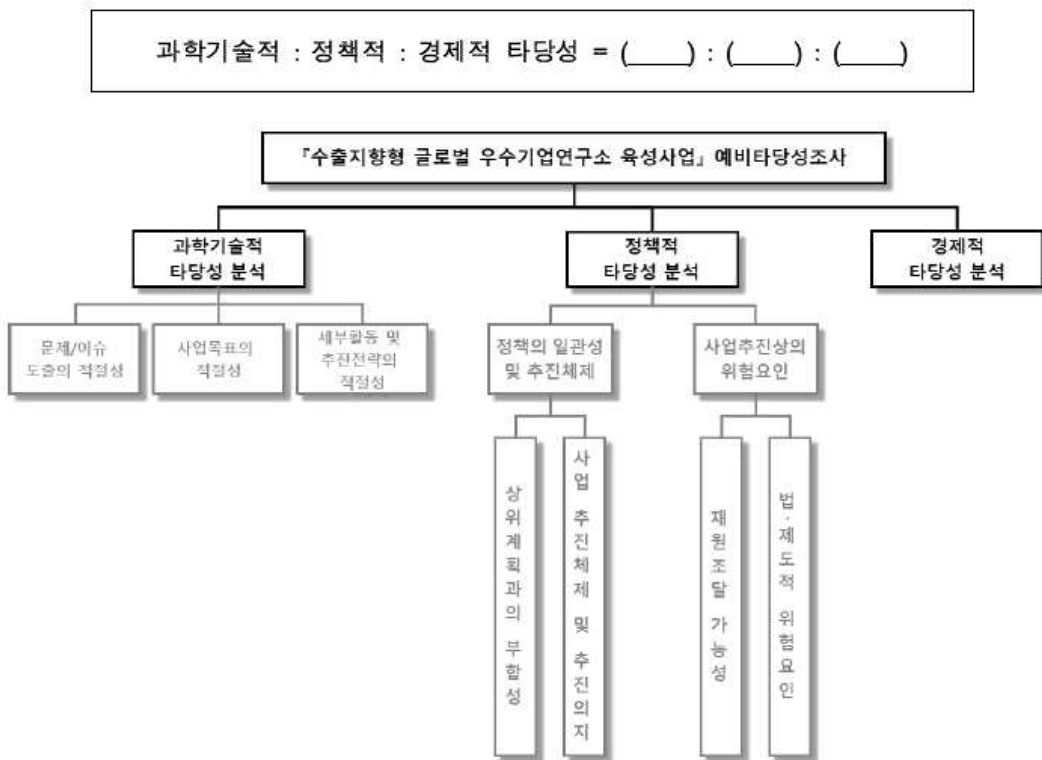 과학기술적 : 정책적 : 경제적 타당성 = (____) : (____) : (____)
『수출지향형 글로벌 우수기업연구소 육성사업』 예비타당성조사
과학기술적
타당성 분석
정책적
타당성 분석
경제적
타당성 분석
문제/이슈
도출의 적절성
사업목표의
적절성
세부활동 및
추진전략의
적절성
정책의 일관성
및 추진체제
사업추진상의
위험요인
상위계획과의 부합성
사업 추진체제 및 추진의지
재원조달 가능성
법·제도적 위험요인